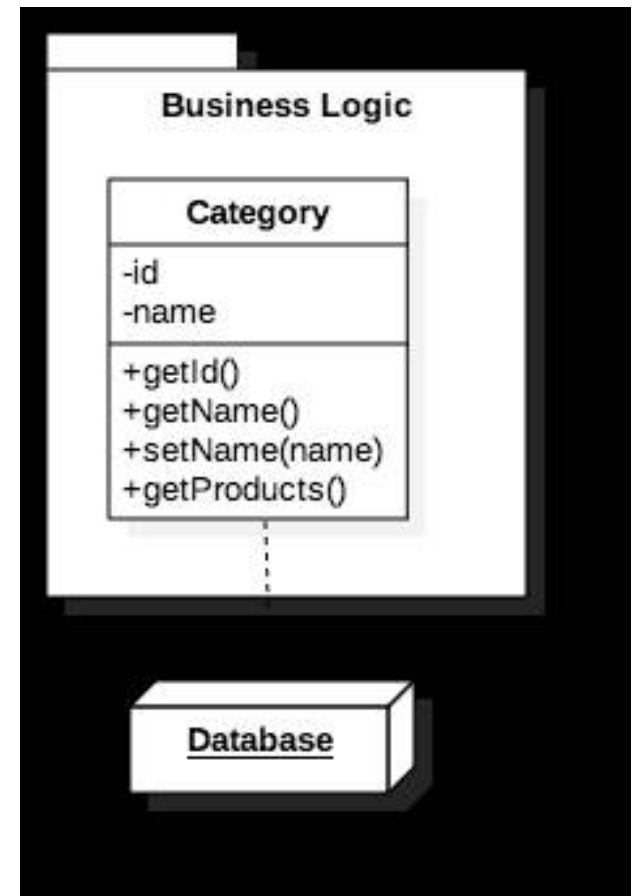 Business Logic
Category
-id
-name
+getId()
+getName()
+setName(name)
+getProducts()
Database